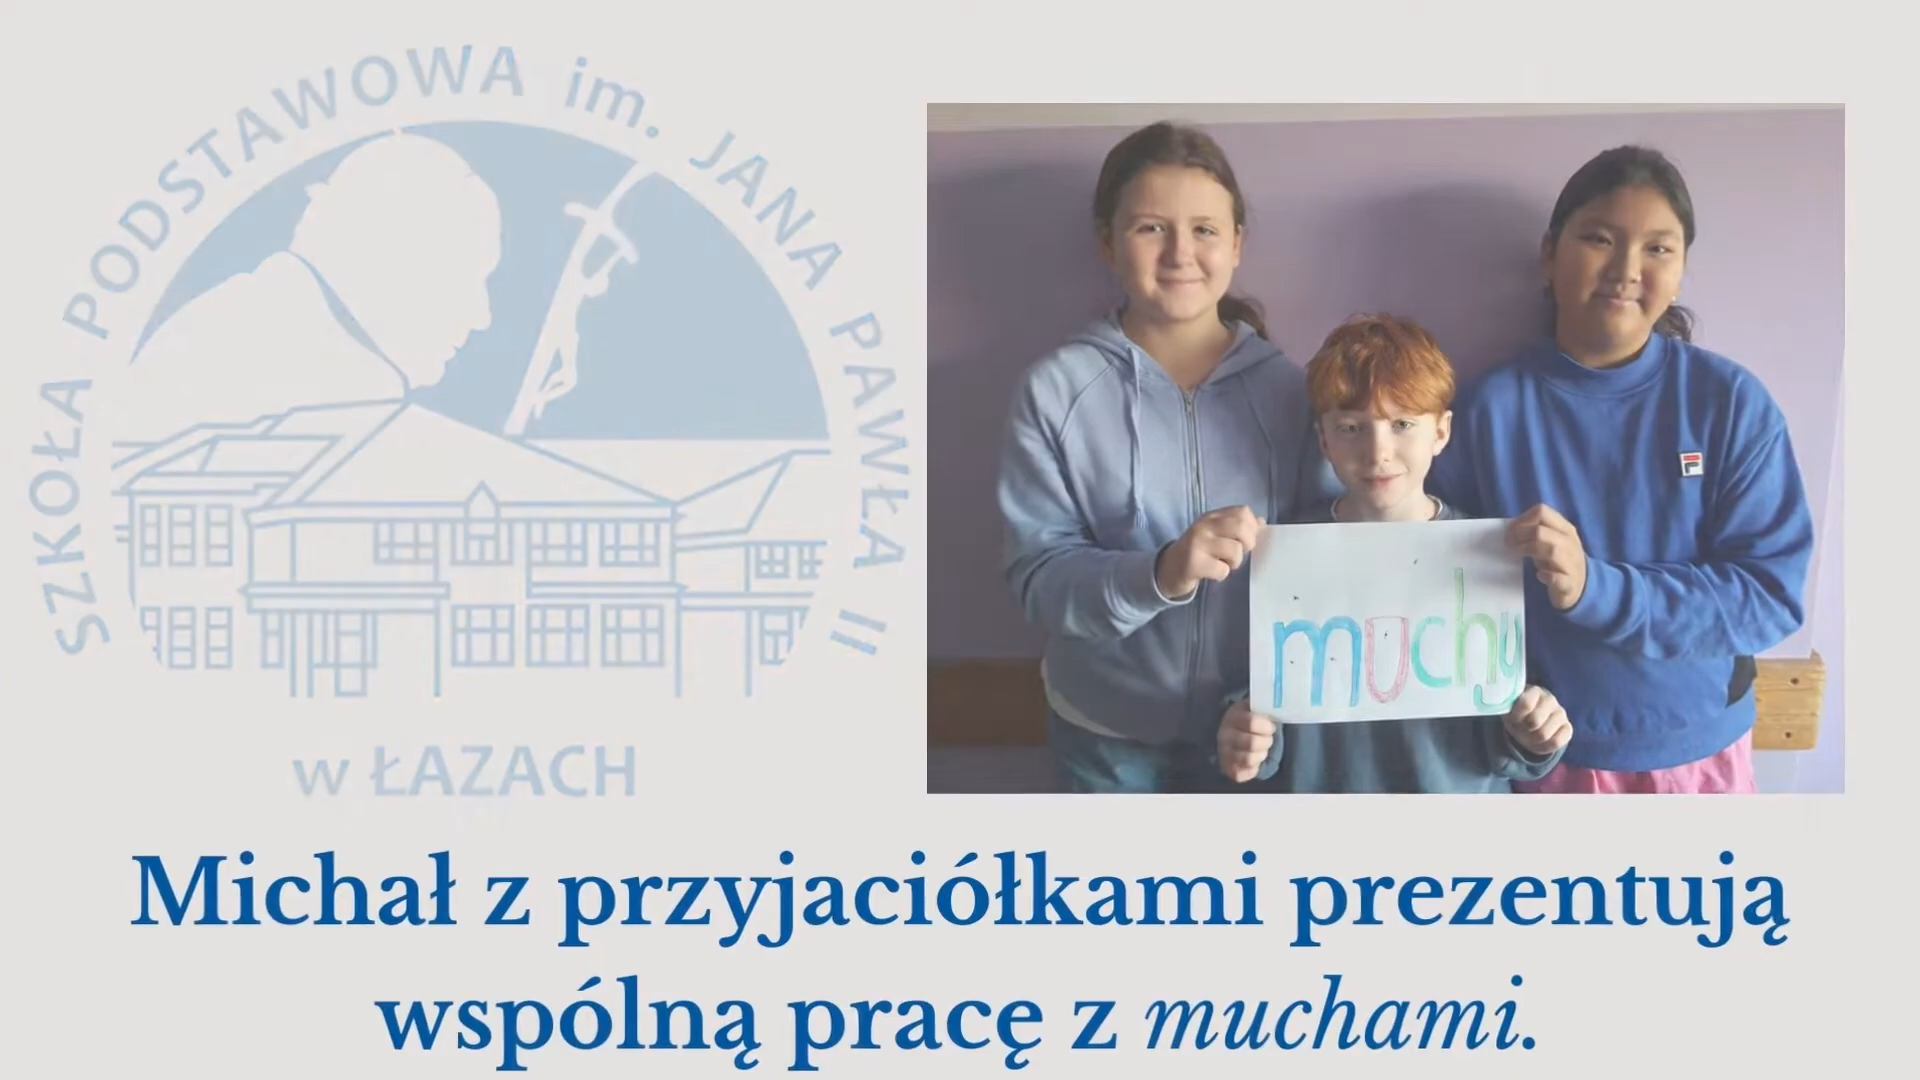 SZKOŁA PODSTAWOWA im. JANA PAWŁA II
w ŁAZACH
muchy
Michał z przyjaciółkami prezentują
wspólną pracę z muchami.